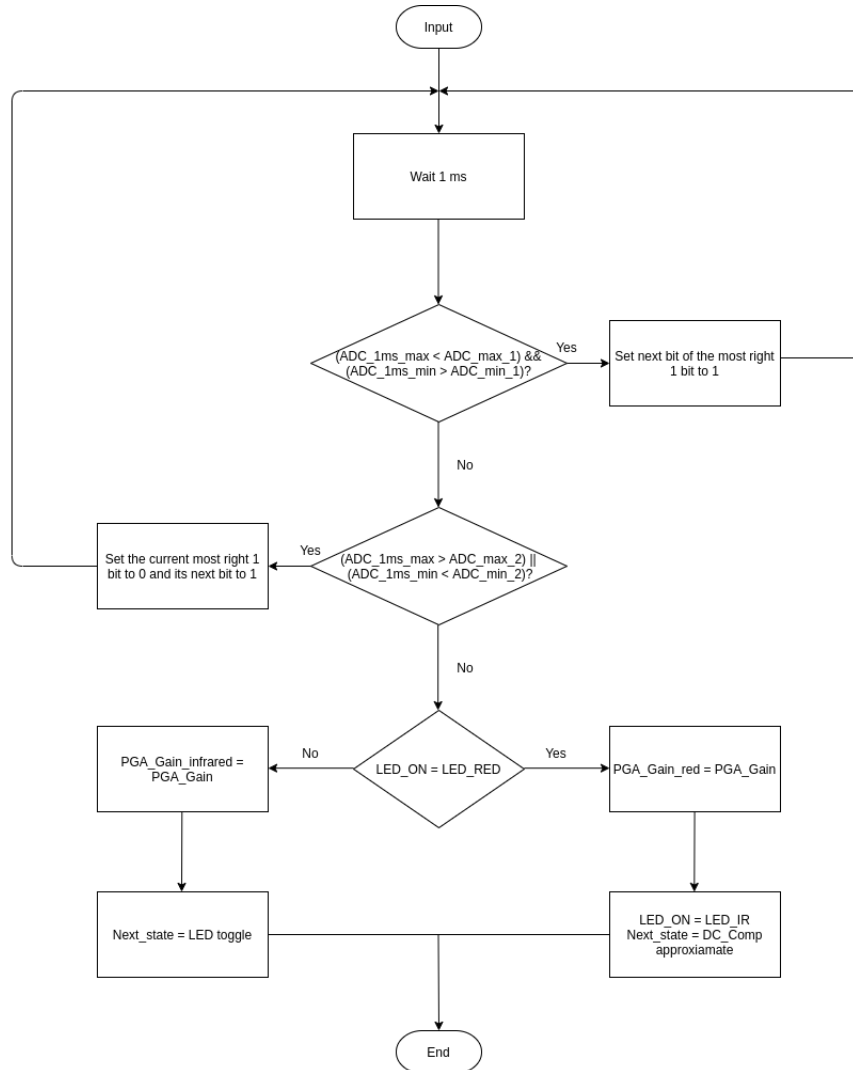 Input
Wait 1 ms
(ADC_1ms_max < ADC_max_1) &&
(ADC_1ms_min > ADC_min_1)?
Yes
Set next bit of the most right
1 bit to 1
No
Set the current most right 1
bit to 0 and its next bit to 1
Yes
(ADC_1ms_max > ADC_max_2) ||
(ADC_1ms_min < ADC_min_2)?
No
PGA_Gain_infrared =
PGA_Gain
No
LED_ON = LED_RED
Yes
PGA_Gain_red = PGA_Gain
Next_state = LED toggle
LED_ON = LED_IR
Next_state = DC_Comp
approxiamate
End